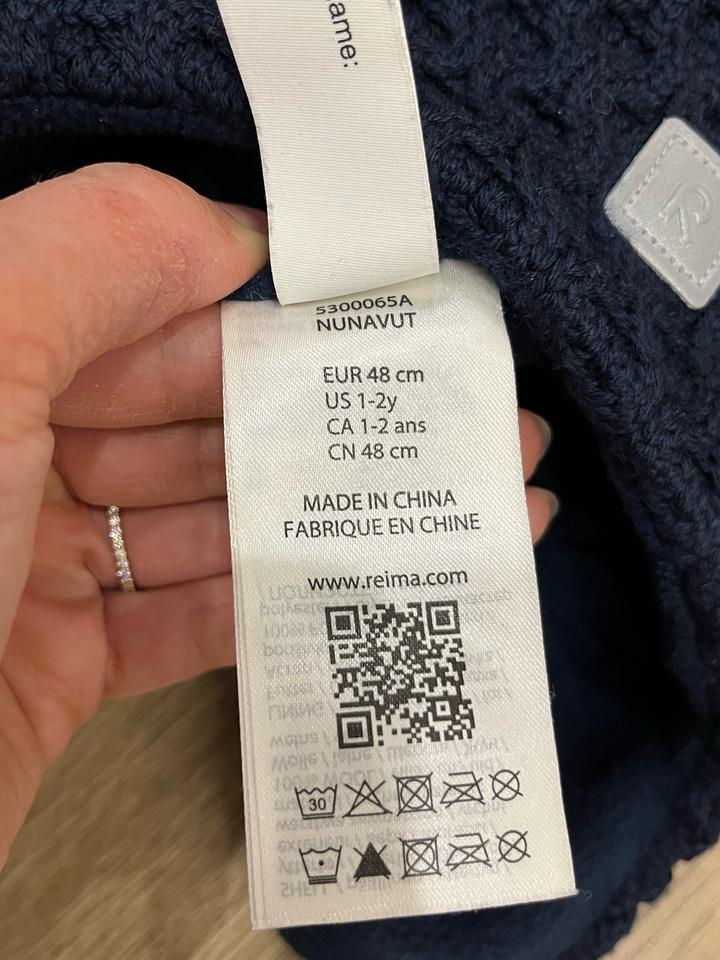 ame:
5300065A
NUNAVUT
EUR 48 cm
US 1-2y
CA 1-2 ans
CN 48 cm
MADE IN CHINA
FABRIQUE EN CHINE
www.reima.com
30
R